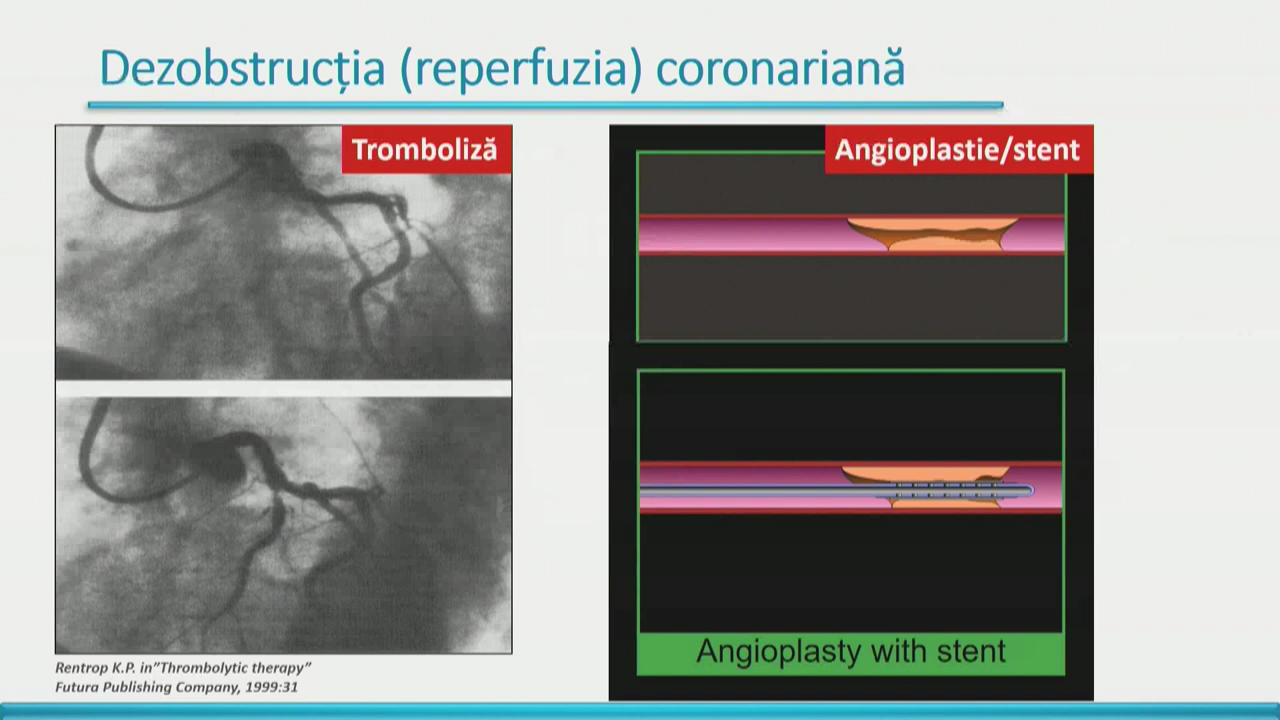 Dezobstrucția (reperfuzia) coronariană
Tromboliză
Angioplastie/stent
Angioplasty with stent
Rentrop K.P. in”Thrombolytic therapy”
Futura Publishing Company, 1999:31